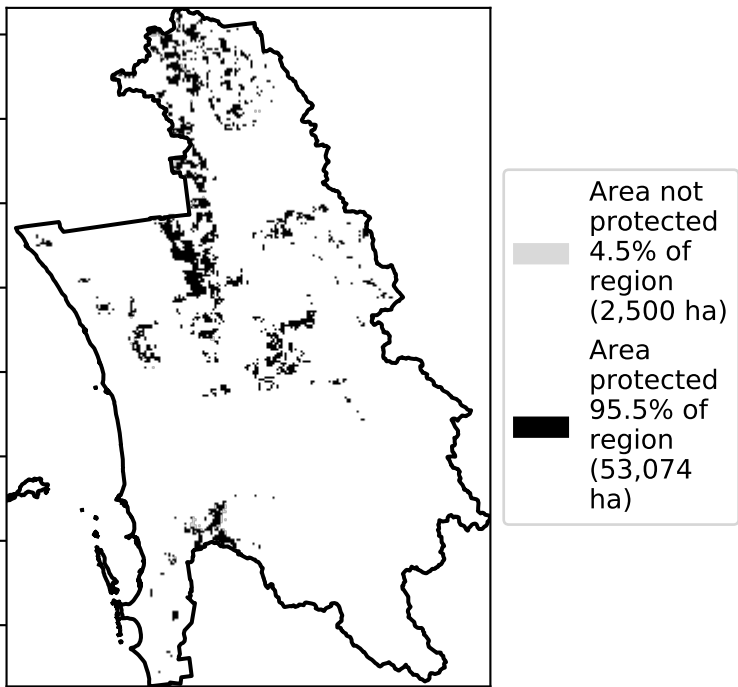 Area not
protected
4.5% of
region
(2,500 ha)
Area
protected
95.5% of
region
(53,074
ha)